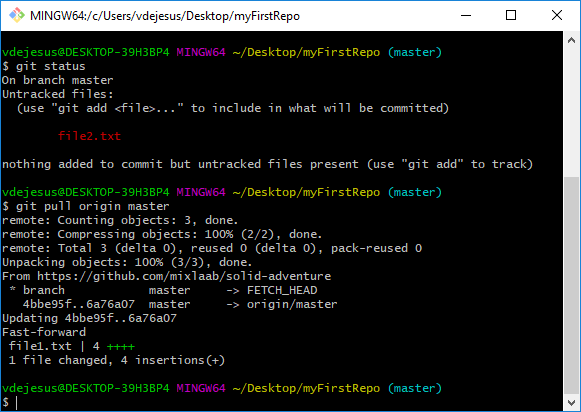 MINGW64:/c/Users/vdejesus/Desktop/myFirstRepo
vdejesus@DESKTOP-39H3BP4 MINGW64 ~/Desktop/myFirstRepo (master)
$ git status
On branch master
Untracked files:
  (use "git add <file>..." to include in what will be committed)

        file2.txt

nothing added to commit but untracked files present (use "git add" to track)

vdejesus@DESKTOP-39H3BP4 MINGW64 ~/Desktop/myFirstRepo (master)
$ git pull origin master
remote: Counting objects: 3, done.
remote: Compressing objects: 100% (2/2), done.
remote: Total 3 (delta 0), reused 0 (delta 0), pack-reused 0
Unpacking objects: 100% (3/3), done.
From https://github.com/mixlaab/solid-adventure
 * branch            master     -> FETCH_HEAD
   4bbe95f..6a76a07  master     -> origin/master
Updating 4bbe95f..6a76a07
Fast-forward
 file1.txt | 4 ++++
 1 file changed, 4 insertions(+)

vdejesus@DESKTOP-39H3BP4 MINGW64 ~/Desktop/myFirstRepo (master)
$